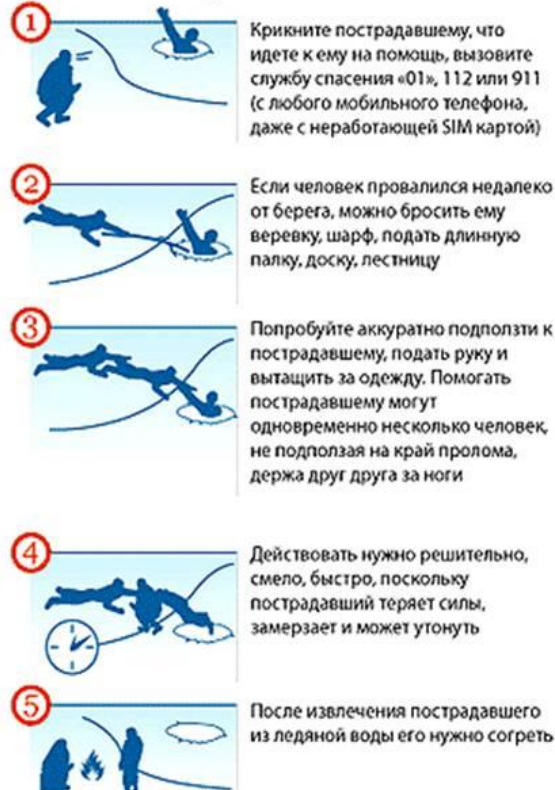 1
Крикните пострадавшему, что
идете к ему на помощь, вызовите
службу спасения «01», 112 или 911
(с любого мобильного телефона,
даже с неработающей SIM картой)
2
Если человек провалился недалеко
от берега, можно бросить ему
веревку, шарф, подать длинную
палку, доску, лестницу
3
Попробуйте аккуратно подползти к
пострадавшему, подать руку и
вытащить за одежду. Помогать
пострадавшему могут
одновременно несколько человек,
не подползая на край пролома,
держа друг друга за ноги
4
Действовать нужно решительно,
смело, быстро, поскольку
пострадавший теряет силы,
замерзает и может утонуть
5
После извлечения пострадавшего
из ледяной воды его нужно согреть